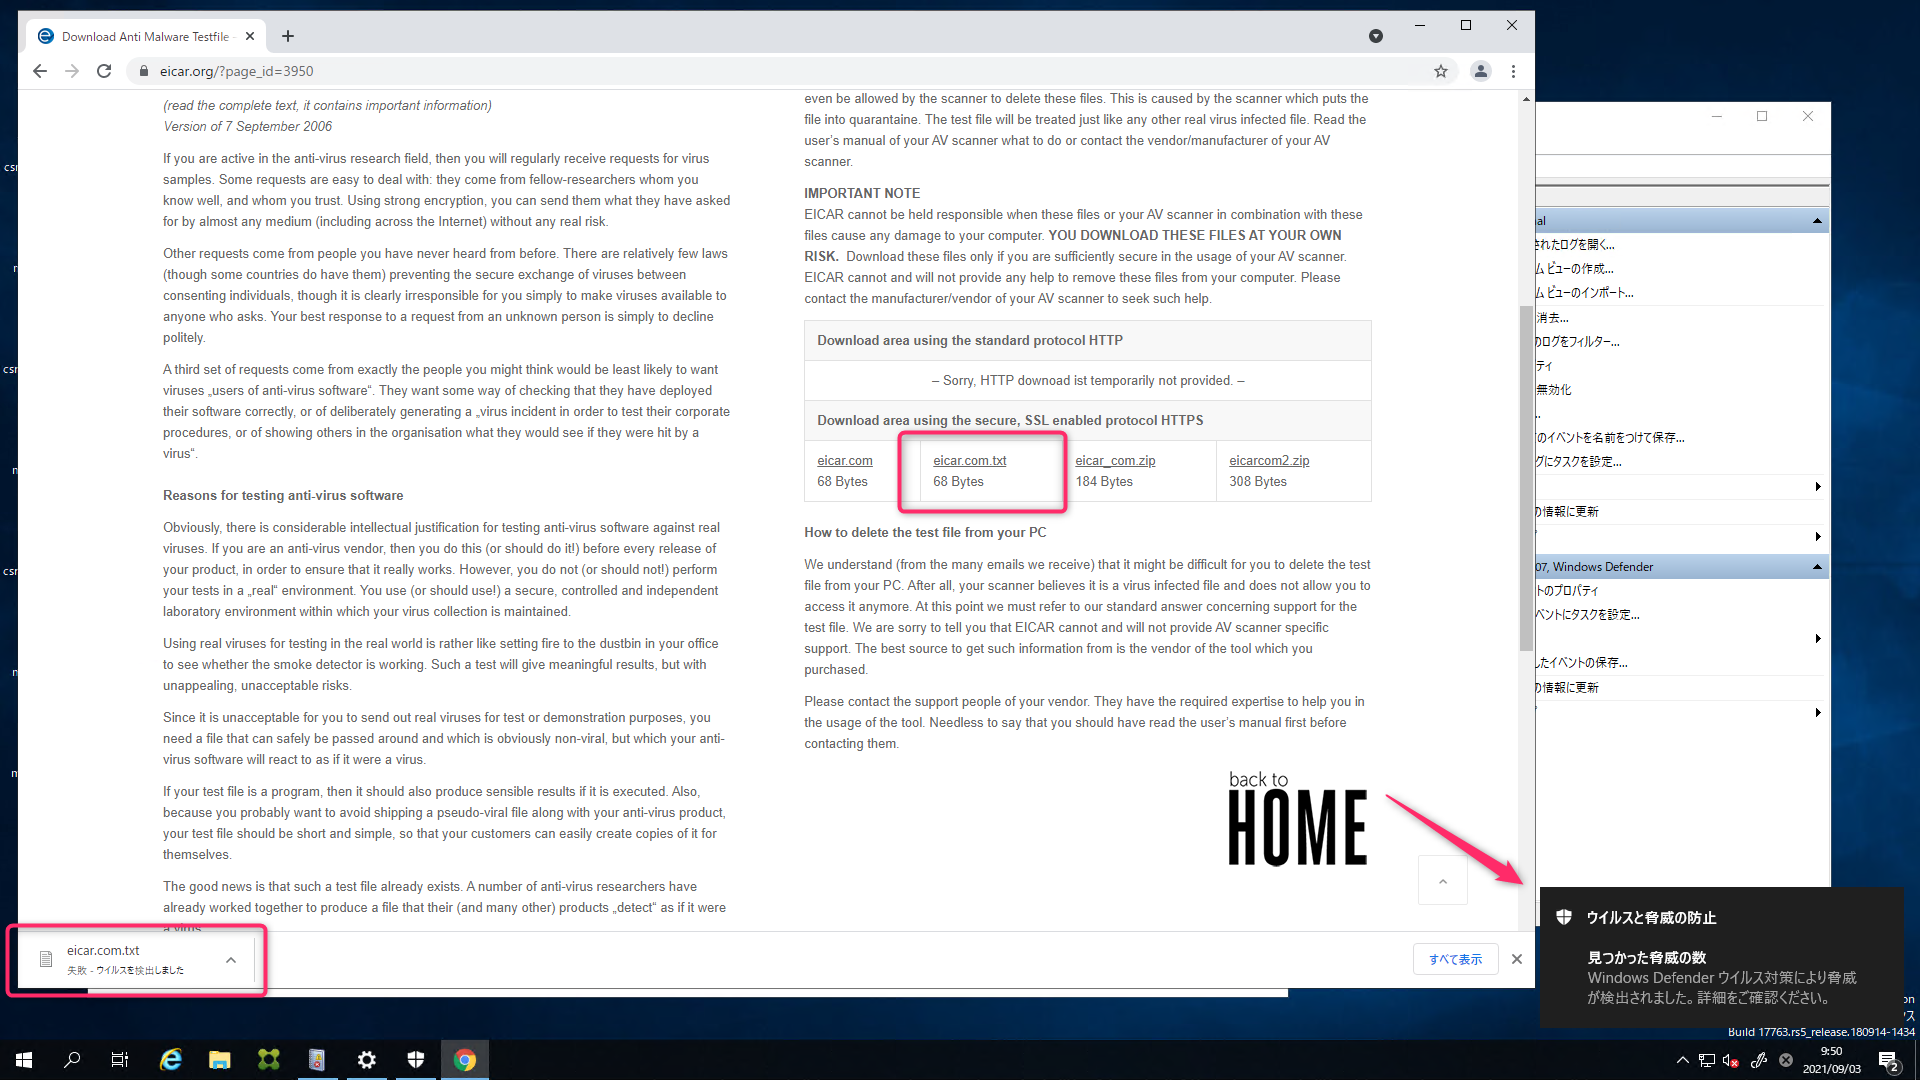 Download Anti Malware Testfile
eicar.org/?page_id=3950
(read the complete text, it contains important information)
Version of 7 September 2006
If you are active in the anti-virus research field, then you will regularly receive requests for virus
samples. Some requests are easy to deal with: they come from fellow-researchers whom you
know well, and whom you trust. Using strong encryption, you can send them what they have asked
for by almost any medium (including across the Internet) without any real risk.
Other requests come from people you have never heard from before. There are relatively few laws
(though some countries do have them) preventing the secure exchange of viruses between
consenting individuals, though it is clearly irresponsible for you simply to make viruses available to
anyone who asks. Your best response to a request from an unknown person is simply to decline
politely.
A third set of requests come from exactly the people you might think would be least likely to want
viruses „users of anti-virus software“. They want some way of checking that they have deployed
their software correctly, or of deliberately generating a „virus incident in order to test their corporate
procedures, or of showing others in the organisation what they would see if they were hit by a
virus“.
Reasons for testing anti-virus software
Obviously, there is considerable intellectual justification for testing anti-virus software against real
viruses. If you are an anti-virus vendor, then you do this (or should do it!) before every release of
your product, in order to ensure that it really works. However, you do not (or should not!) perform
your tests in a „real“ environment. You use (or should use!) a secure, controlled and independent
laboratory environment within which your virus collection is maintained.
Using real viruses for testing in the real world is rather like setting fire to the dustbin in your office
to see whether the smoke detector is working. Such a test will give meaningful results, but with
unappealing, unacceptable risks.
Since it is unacceptable for you to send out real viruses for test or demonstration purposes, you
need a file that can safely be passed around and which is obviously non-viral, but which your anti-
virus software will react to as if it were a virus.
If your test file is a program, then it should also produce sensible results if it is executed. Also,
because you probably want to avoid shipping a pseudo-viral file along with your anti-virus product,
your test file should be short and simple, so that your customers can easily create copies of it for
themselves.
The good news is that such a test file already exists. A number of anti-virus researchers have
already worked together to produce a file that their (and many other) products „detect“ as if it were
a virus.
even be allowed by the scanner to delete these files. This is caused by the scanner which puts the
file into quarantaine. The test file will be treated just like any other real virus infected file. Read the
user’s manual of your AV scanner what to do or contact the vendor/manufacturer of your AV
scanner.
IMPORTANT NOTE
EICAR cannot be held responsible when these files or your AV scanner in combination with these
files cause any damage to your computer. YOU DOWNLOAD THESE FILES AT YOUR OWN
RISK. Download these files only if you are sufficiently secure in the usage of your AV scanner.
EICAR cannot and will not provide any help to remove these files from your computer. Please
contact the manufacturer/vendor of your AV scanner to seek such help.
Download area using the standard protocol HTTP
– Sorry, HTTP downoad ist temporarily not provided. –
Download area using the secure, SSL enabled protocol HTTPS
eicar.com eicar.com.txt eicar_com.zip eicarcom2.zip
68 Bytes 68 Bytes 184 Bytes 308 Bytes
How to delete the test file from your PC
We understand (from the many emails we receive) that it might be difficult for you to delete the test
file from your PC. After all, your scanner believes it is a virus infected file and does not allow you to
access it anymore. At this point we must refer to our standard answer concerning support for the
test file. We are sorry to tell you that EICAR cannot and will not provide AV scanner specific
support. The best source to get such information from is the vendor of the tool which you
purchased.
Please contact the support people of your vendor. They have the required expertise to help you in
the usage of the tool. Needless to say that you should have read the user’s manual first before
contacting them.
back to
HOME
eicar.com.txt
失敗 - ウイルスを検出しました
すべて表示
al
されたログを開く...
ム ビューの作成...
ム ビューのインポート...
消去...
のログをフィルター...
ティ
無効化
のイベントを名前をつけて保存...
グにタスクを設定...
の情報に更新
07, Windows Defender
トのプロパティ
ベントにタスクを設定...
したイベントの保存...
の情報に更新
ウイルスと脅威の防止
見つかった脅威の数
Windows Defender ウイルス対策により脅威
が検出されました。詳細をご確認ください。
on
ス
Build 17763.rs5_release.180914-1434
9:50
2021/09/03
2